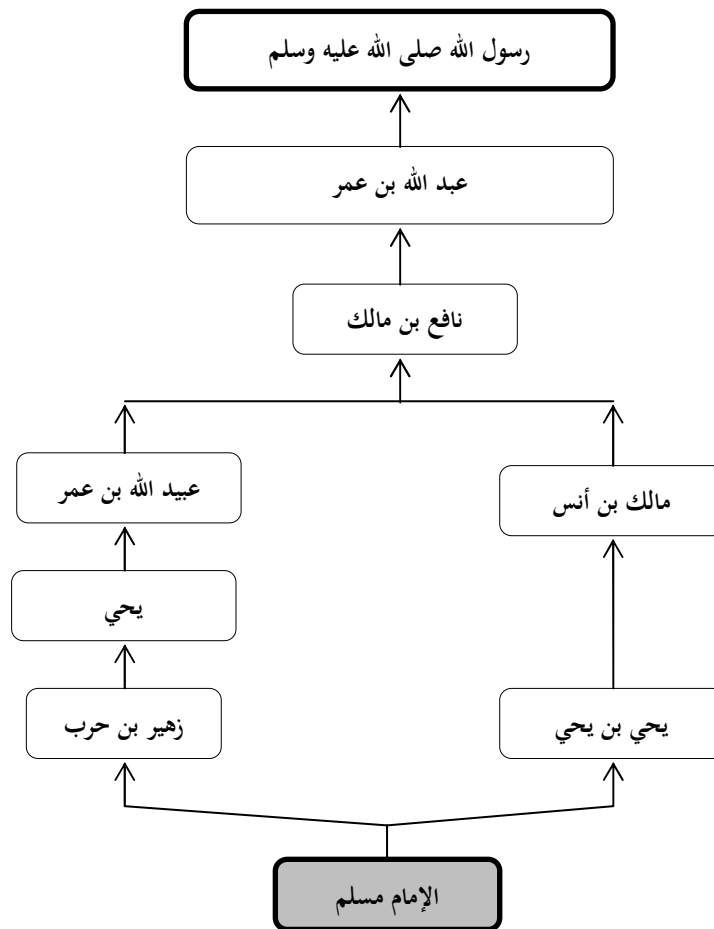 رسول الله صلى الله عليه وسلم
عبد الله بن عمر
نافع بن مالك
عبيد الله بن عمر
مالك بن أنس
يحي
زهير بن حرب
يحي بن يحي
الإمام مسلم